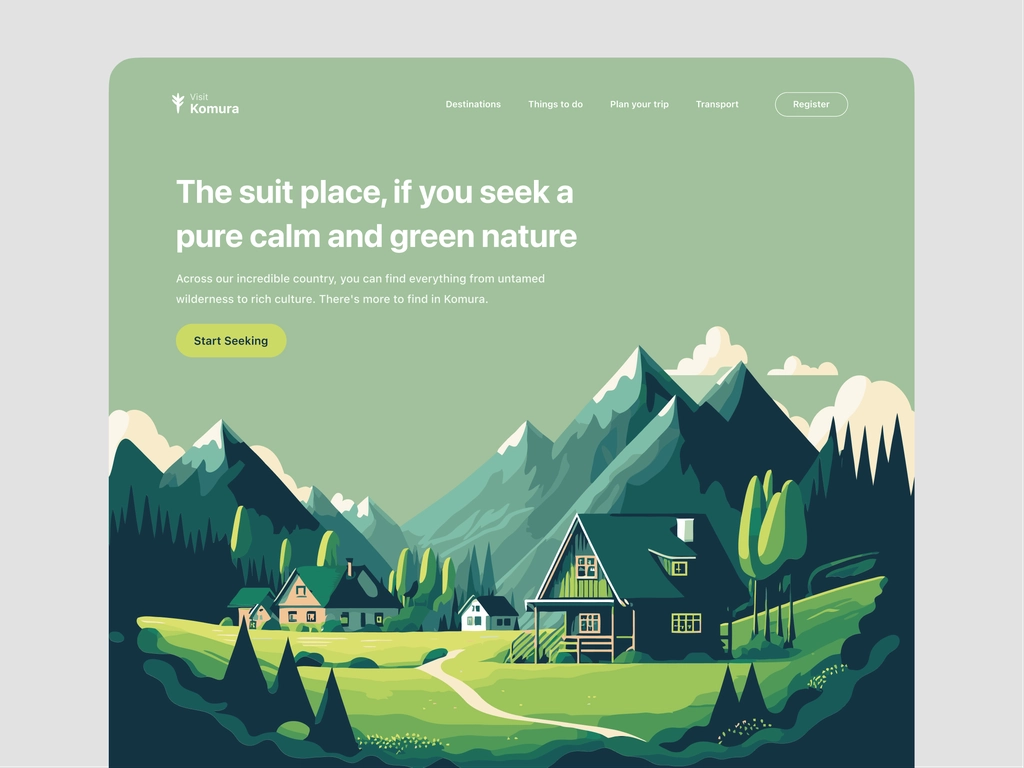 Visit
Komura
Destinations
Things to do
Plan your trip
Transport
Register
The suit place, if you seek a
pure calm and green nature
Across our incredible country, you can find everything from untamed
wilderness to rich culture. There's more to find in Komura.
Start Seeking